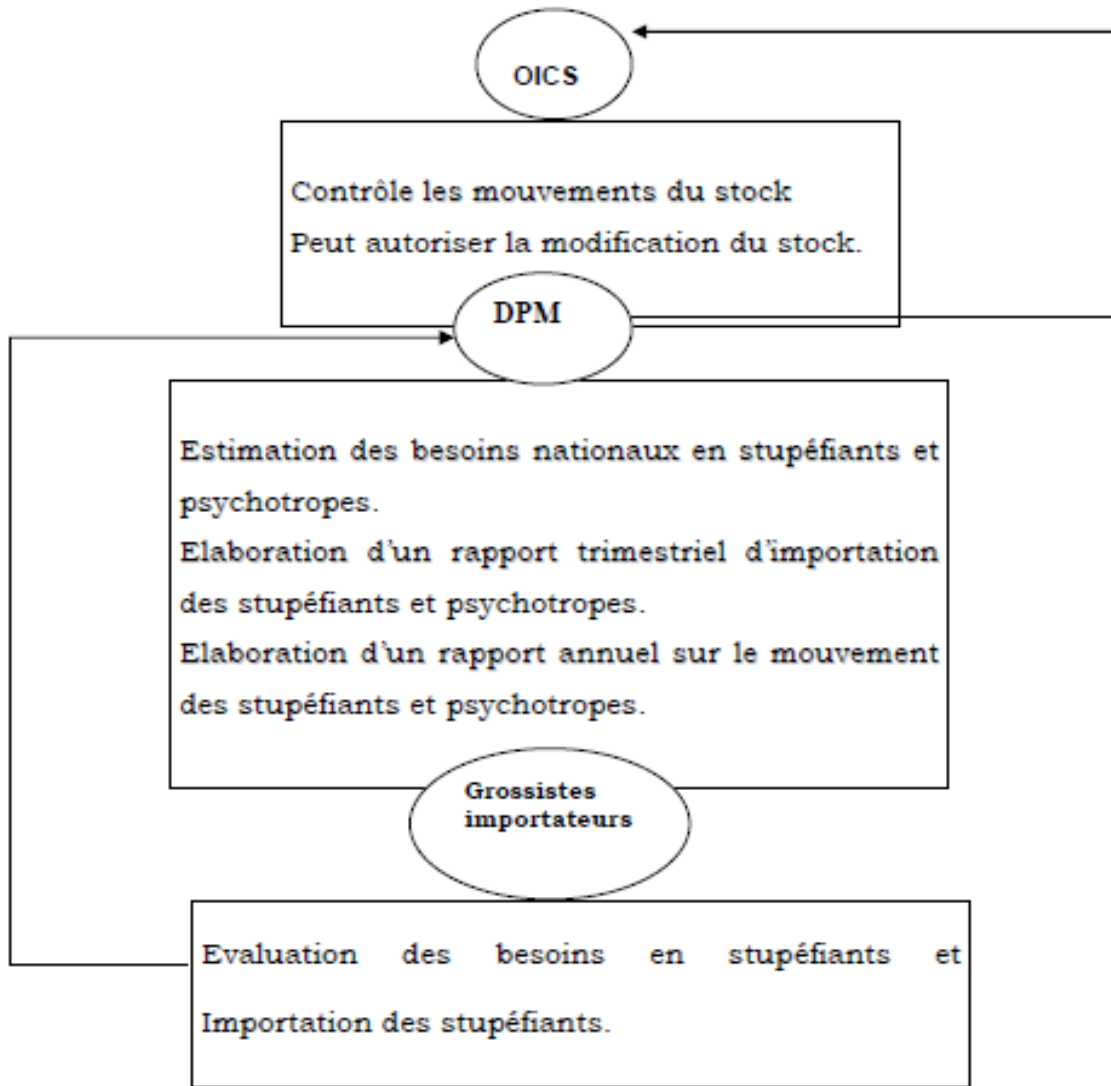 OICS
Contrôle les mouvements du stock
Peut autoriser la modification du stock.
DPM
Estimation des besoins nationaux en stupéfiants et
psychotropes.
Elaboration d'un rapport trimestriel d'importation
des stupéfiants et psychotropes.
Elaboration d'un rapport annuel sur le mouvement
des stupéfiants et psychotropes.
Grossistes
importateurs
Evaluation des besoins en stupéfiants et
Importation des stupéfiants.